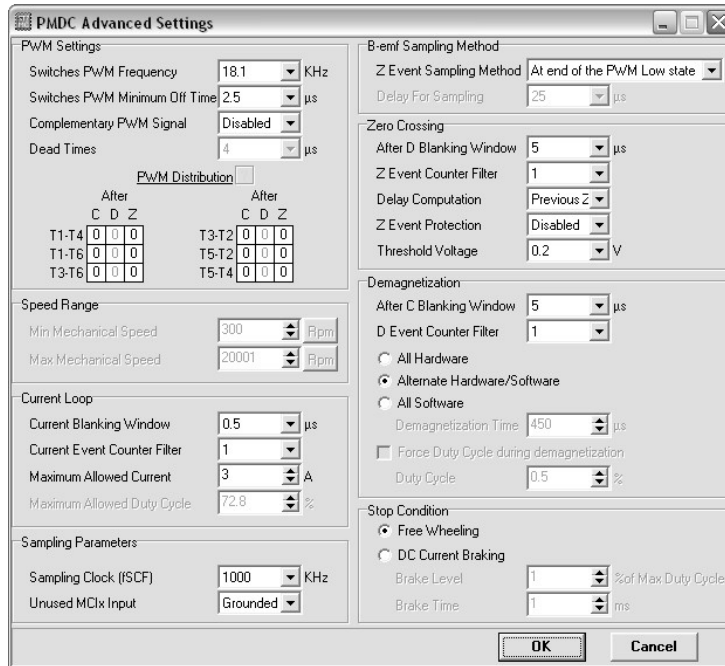 PMDC Advanced Settings
PWM Settings
Switches PWM Frequency 18.1 KHz
Switches PWM Minimum Off Time 2.5 µs
Complementary PWM Signal Disabled
Dead Times 4 µs
PWM Distribution
After After
C D Z C D Z
T1-T4 0 0 0 T3-T2 0 0 0
T1-T6 0 0 0 T5-T2 0 0 0
T3-T6 0 0 0 T5-T4 0 0 0
Speed Range
Min Mechanical Speed 300 Rpm
Max Mechanical Speed 20001 Rpm
Current Loop
Current Blanking Window 0.5 µs
Current Event Counter Filter 1
Maximum Allowed Current 3 A
Maximum Allowed Duty Cycle 72.8 %
Sampling Parameters
Sampling Clock (fSCF) 1000 KHz
Unused MCIx Input Grounded
B-emf Sampling Method
Z Event Sampling Method At end of the PWM Low state
Delay For Sampling 25 µs
Zero Crossing
After D Blanking Window 5 µs
Z Event Counter Filter 1
Delay Computation Previous Z
Z Event Protection Disabled
Threshold Voltage 0.2 V
Demagnetization
After C Blanking Window 5 µs
D Event Counter Filter 1
All Hardware
Alternate Hardware/Software
All Software
Demagnetization Time 450 µs
Force Duty Cycle during demagnetization
Duty Cycle 0.5 %
Stop Condition
Free Wheeling
DC Current Braking
Brake Level 1 %of Max Duty Cycle
Brake Time 1 ms
OK Cancel